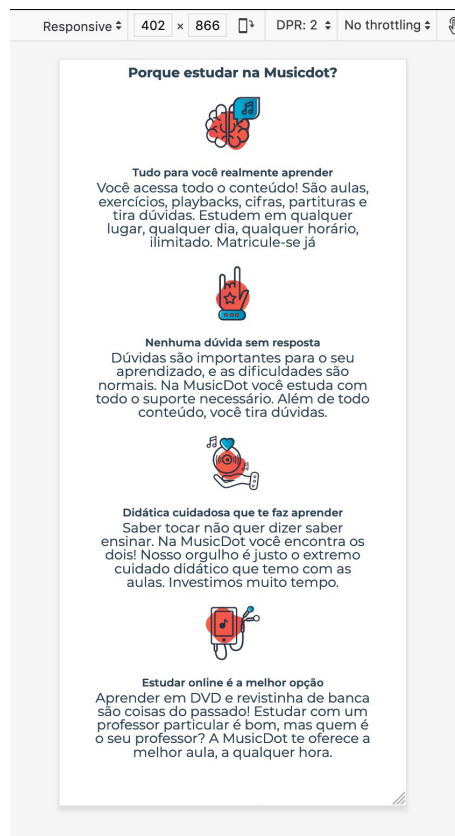 Responsive 402 × 866 DPR: 2 No throttling
Porque estudar na Musicdot?
Tudo para você realmente aprender
Você acessa todo o conteúdo! São aulas,
exercícios, playbacks, cifras, partituras e
tira dúvidas. Estudem em qualquer
lugar, qualquer dia, qualquer horário,
ilimitado. Matricule-se já
Nenhuma dúvida sem resposta
Dúvidas são importantes para o seu
aprendizado, e as dificuldades são
normais. Na MusicDot você estuda com
todo o suporte necessário. Além de todo
conteúdo, você tira dúvidas.
Didática cuidadosa que te faz aprender
Saber tocar não quer dizer saber
ensinar. Na MusicDot você encontra os
dois! Nosso orgulho é justo o extremo
cuidado didático que temo com as
aulas. Investimos muito tempo.
Estudar online é a melhor opção
Aprender em DVD e revistinha de banca
são coisas do passado! Estudar com um
professor particular é bom, mas quem é
o seu professor? A MusicDot te oferece a
melhor aula, a qualquer hora.